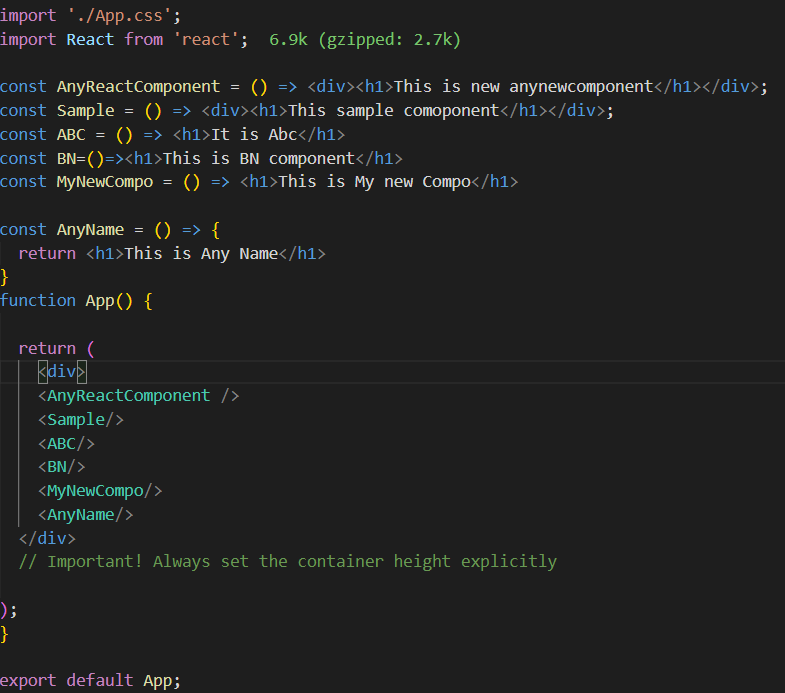 import './App.css';
import React from 'react';  6.9k (gzipped: 2.7k)

const AnyReactComponent = () => <div><h1>This is new anynewcomponent</h1></div>;
const Sample = () => <div><h1>This sample comoponent</h1></div>;
const ABC = () => <h1>It is Abc</h1>
const BN=()=><h1>This is BN component</h1>
const MyNewCompo = () => <h1>This is My new Compo</h1>

const AnyName = () => {
  return <h1>This is Any Name</h1>
}
function App() {

  return (
    <div>
    <AnyReactComponent />
    <Sample/>
    <ABC/>
    <BN/>
    <MyNewCompo/>
    <AnyName/>
  </div>
  // Important! Always set the container height explicitly

);
}

export default App;